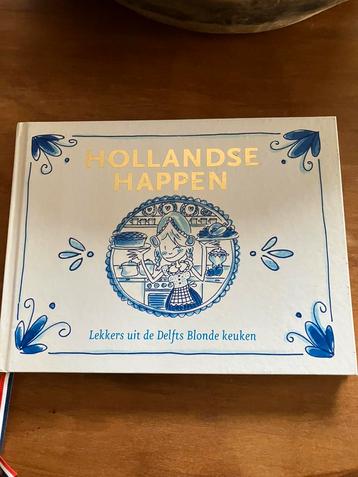 HOLLANDSE
HAPPEN
Lekkers uit de Delfts Blonde keuken